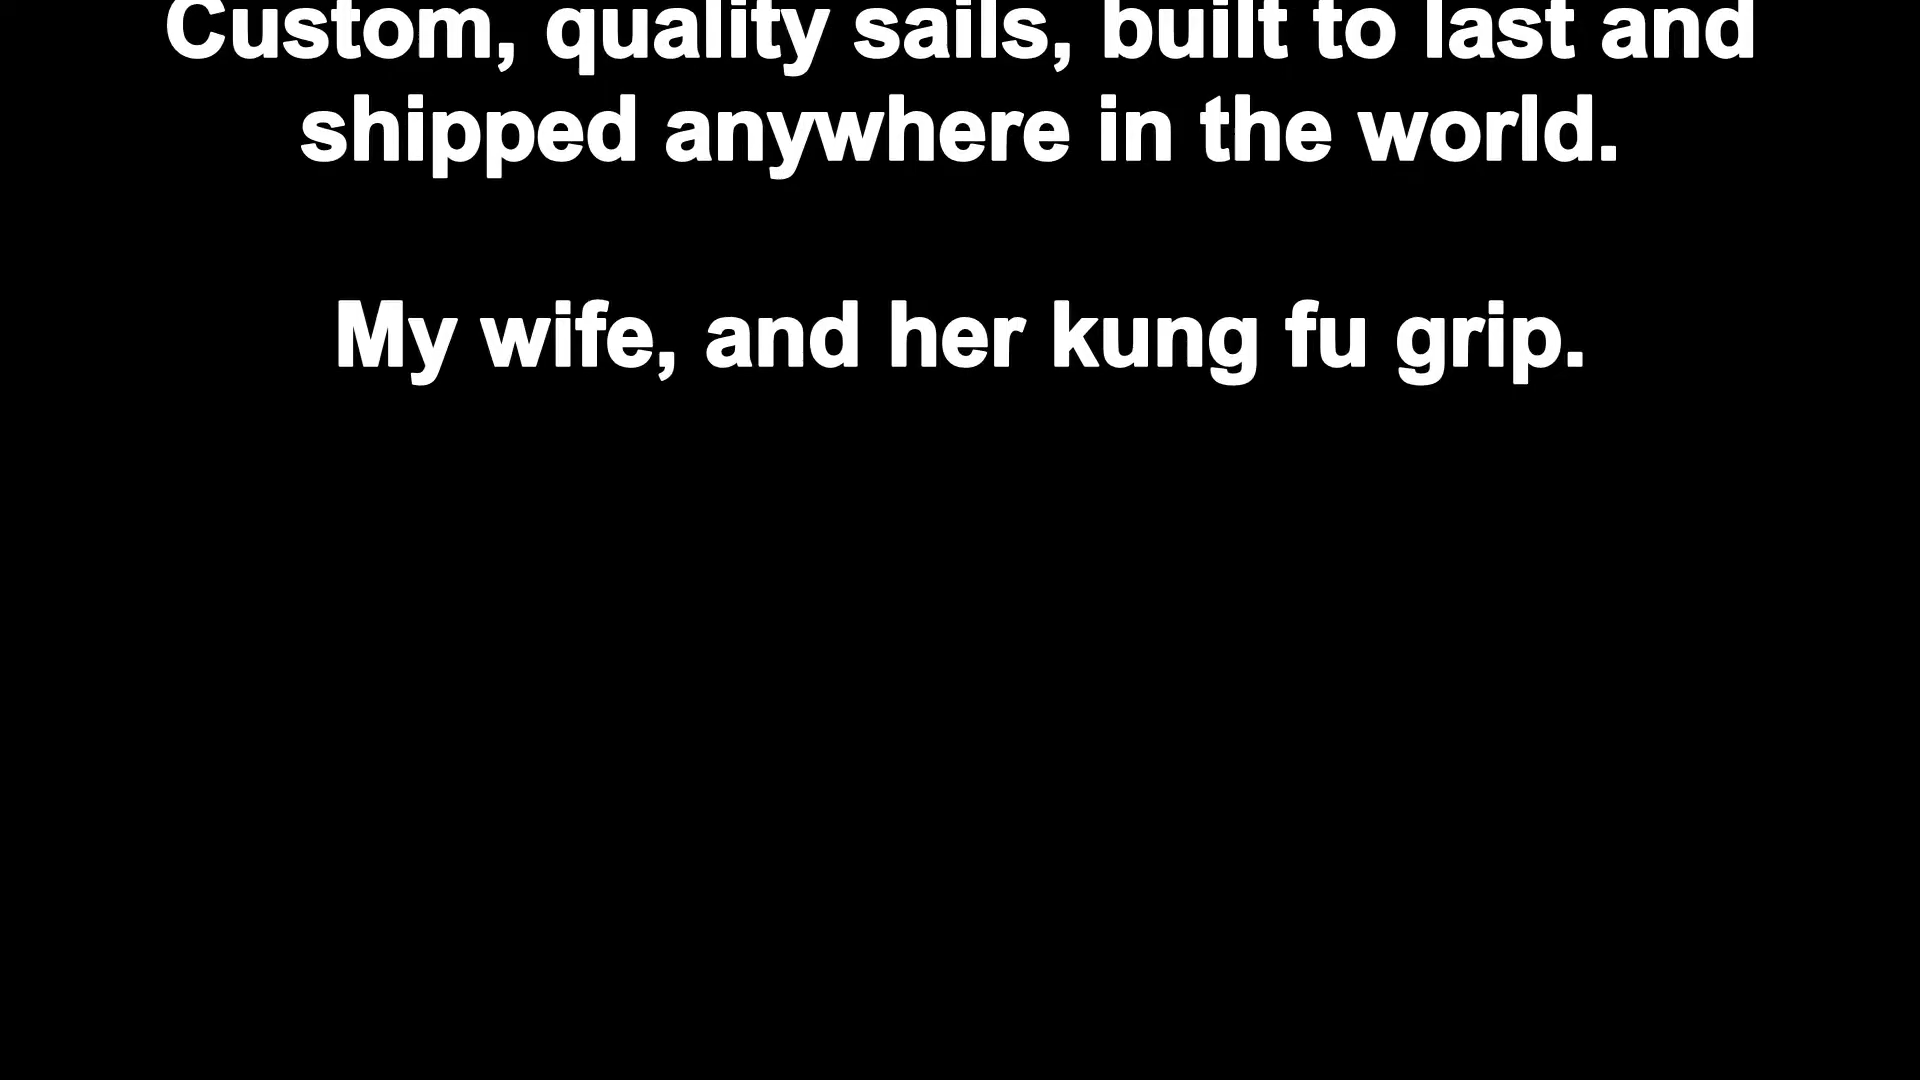 Custom, quality sails, built to last and
shipped anywhere in the world.
My wife, and her kung fu grip.